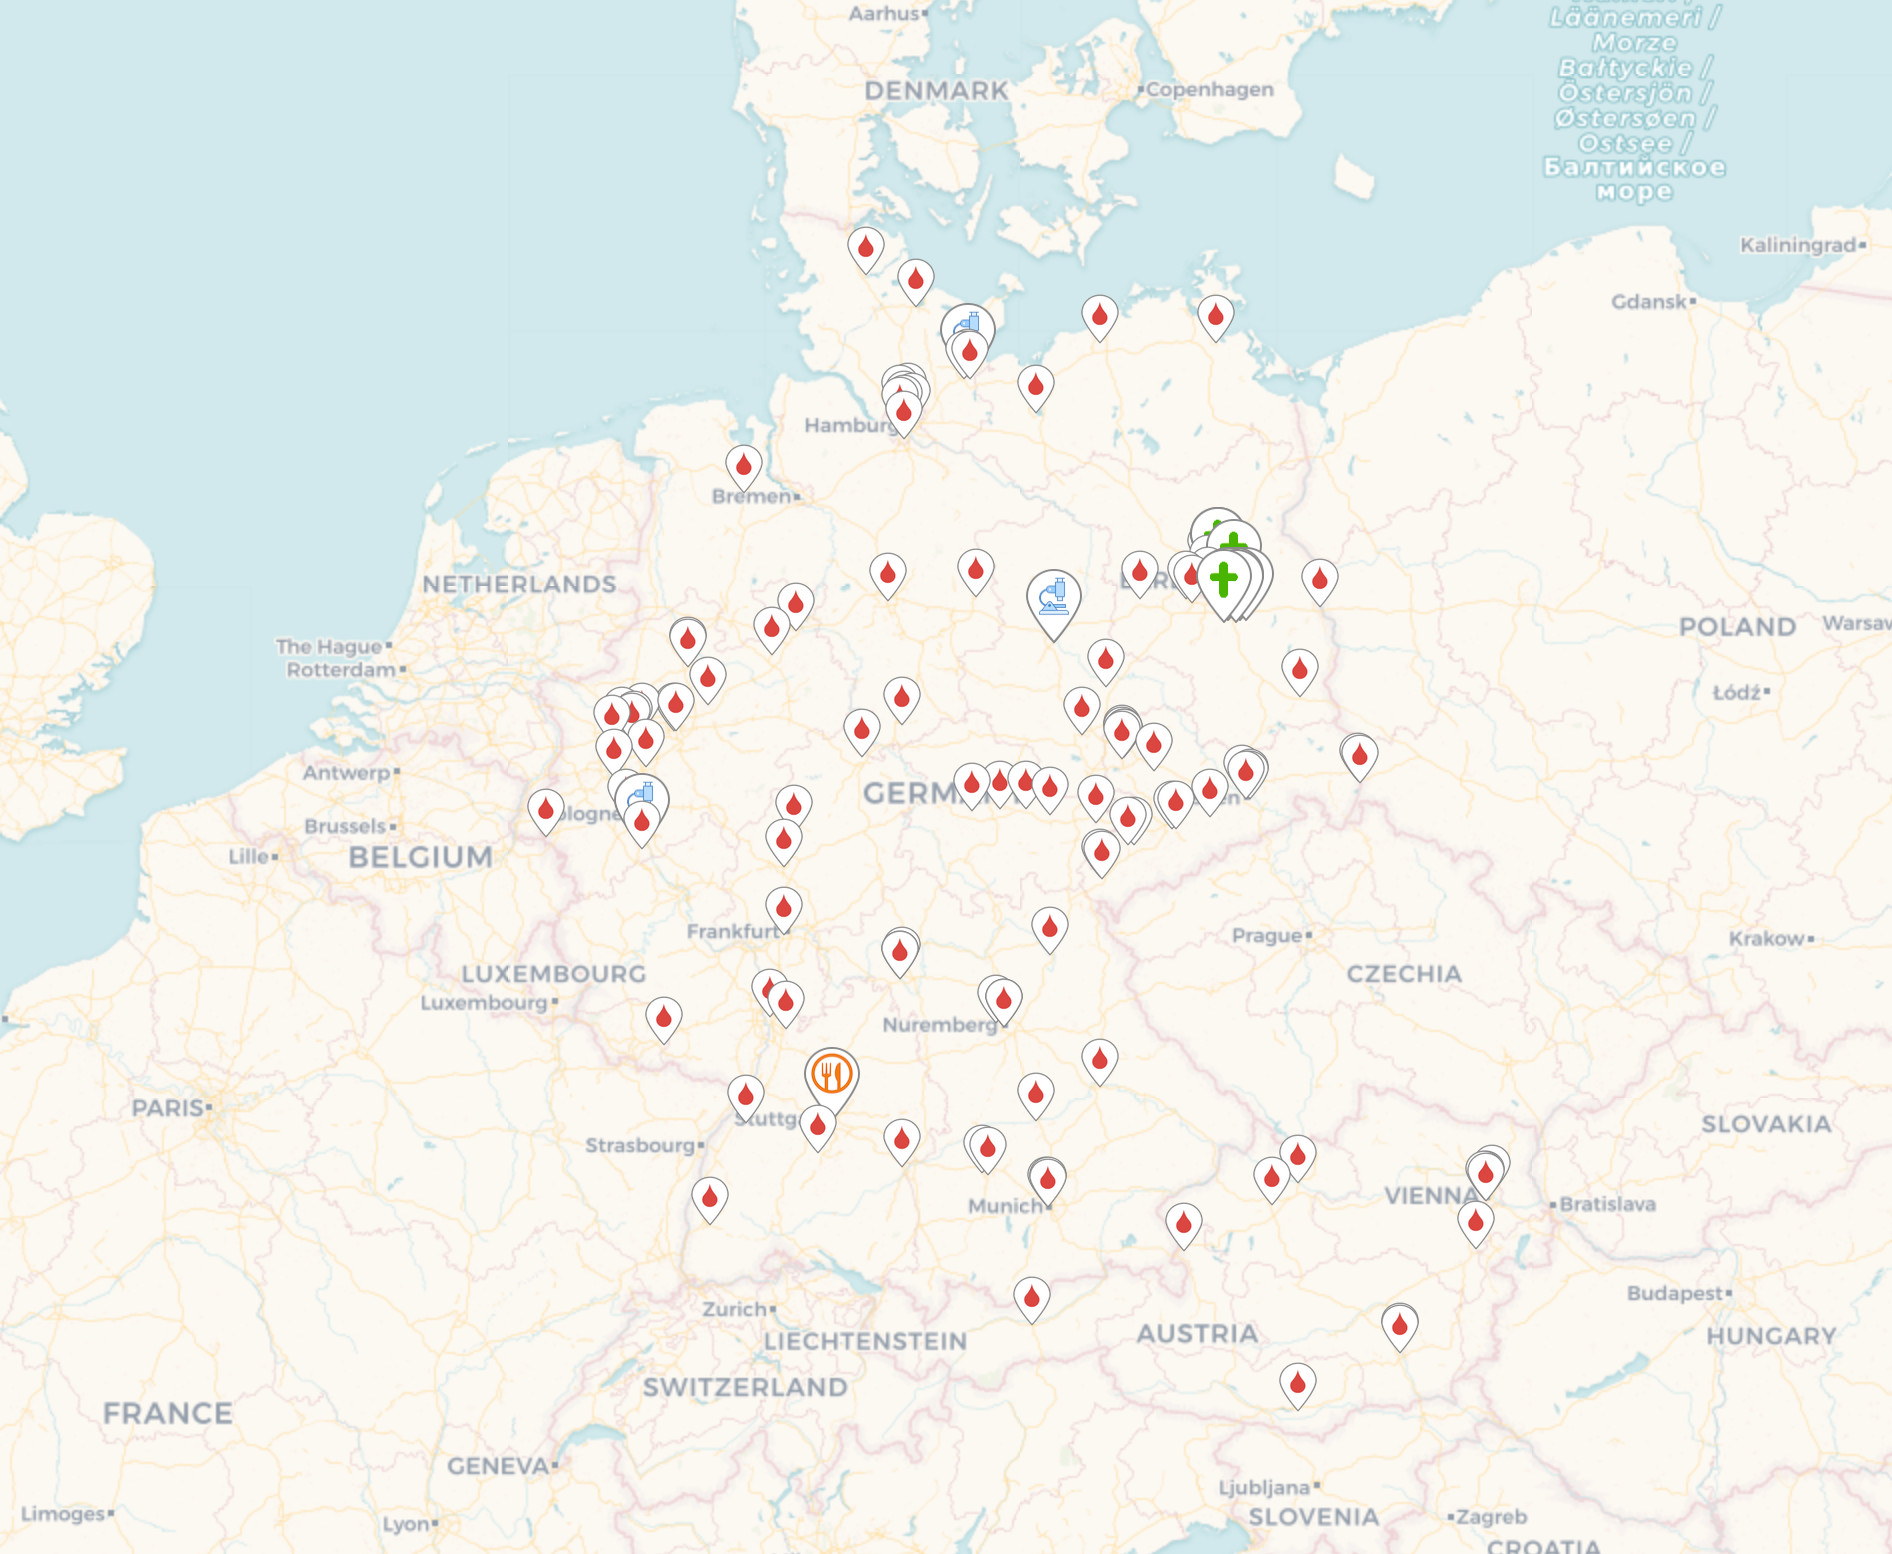 Aarhus
Läänemeri /
Morze
Bałtyckie /
Östersjön /
Østersøen /
Ostsee /
Балтийское
море
DENMARK
Copenhagen
Kaliningrad
Gdansk
Hamburg
Bremen
NETHERLANDS
POLAND
Warsaw
The Hague
Rotterdam
Łódź
Antwerp
GERM
Brussels
ologne
BELGIUM
Lille
Frankfurt
Prague
Krakow
LUXEMBOURG
CZECHIA
Luxembourg
Nuremberg
PARIS
Stuttg
SLOVAKIA
Strasbourg
VIENNA
Munich
Bratislava
Budapest
Zurich
LIECHTENSTEIN
AUSTRIA
HUNGARY
SWITZERLAND
FRANCE
GENEVA
Ljubljana
Limoges
SLOVENIA
Zagreb
Lyon
CROATIA